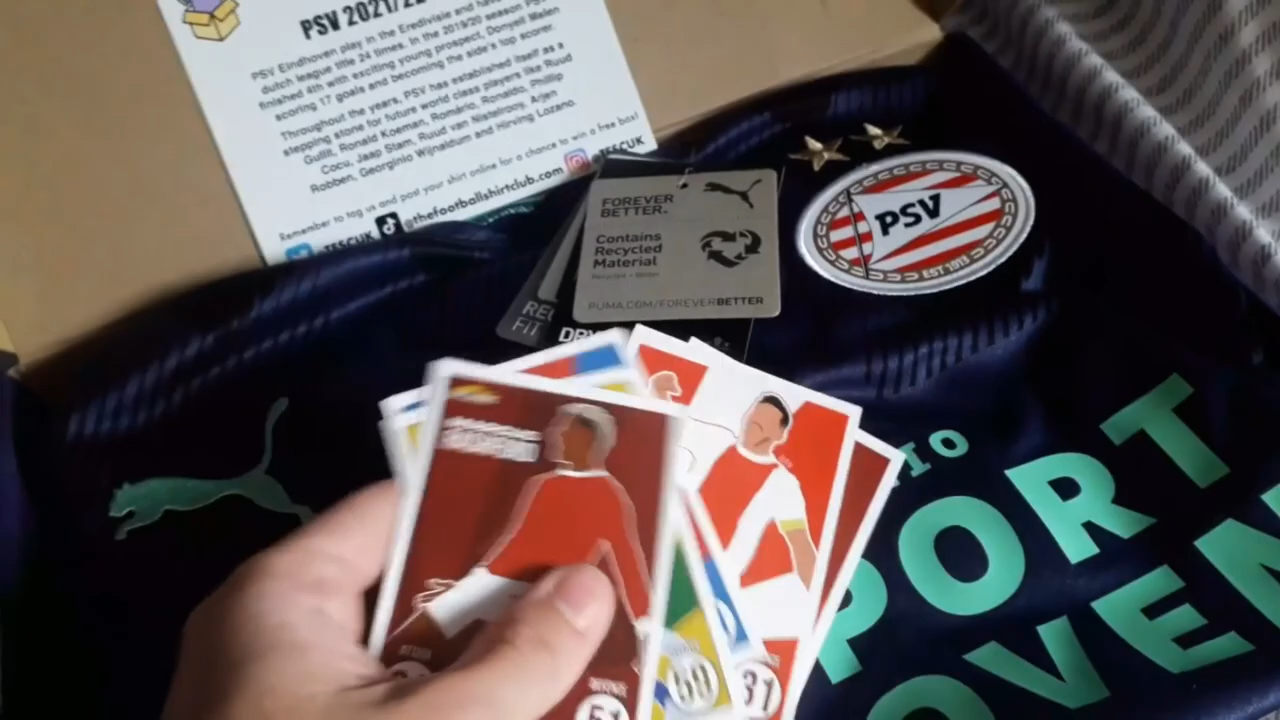 PSV 2021/22
PSV Eindhoven play in the Eredivisie and have
dutch league title 24 times. In the 2019/20 season PSV
finished 4th with exciting young prospect, Donyell Malen
scoring 17 goals and becoming the side's top scorer.
Throughout the years, PSV has established itself as a
stepping stone for future world class players like Ruud
Gullit, Ronald Koeman, Romário, Ronaldo, Phillip
Cocu, Jaap Stam, Ruud van Nistelrooy, Arjen
Robben, Georginio Wijnaldum and Hirving Lozano.
Remember to tag us and post your shirt online for a chance to win a free box!
TFSCUK @thefootballshirtclub.com @TFSCUK
FOREVER
BETTER.
Contains
Recycled
Material
PUMA.COM/FOREVERBETTER
FIT
PSV
EST 1913
PORT
60
31
51